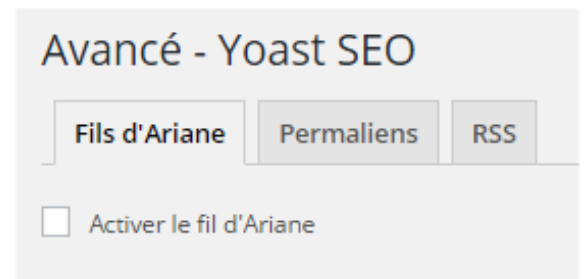 Avancé - Yoast SEO
Fils d'Ariane Permaliens RSS
Activer le fil d'Ariane